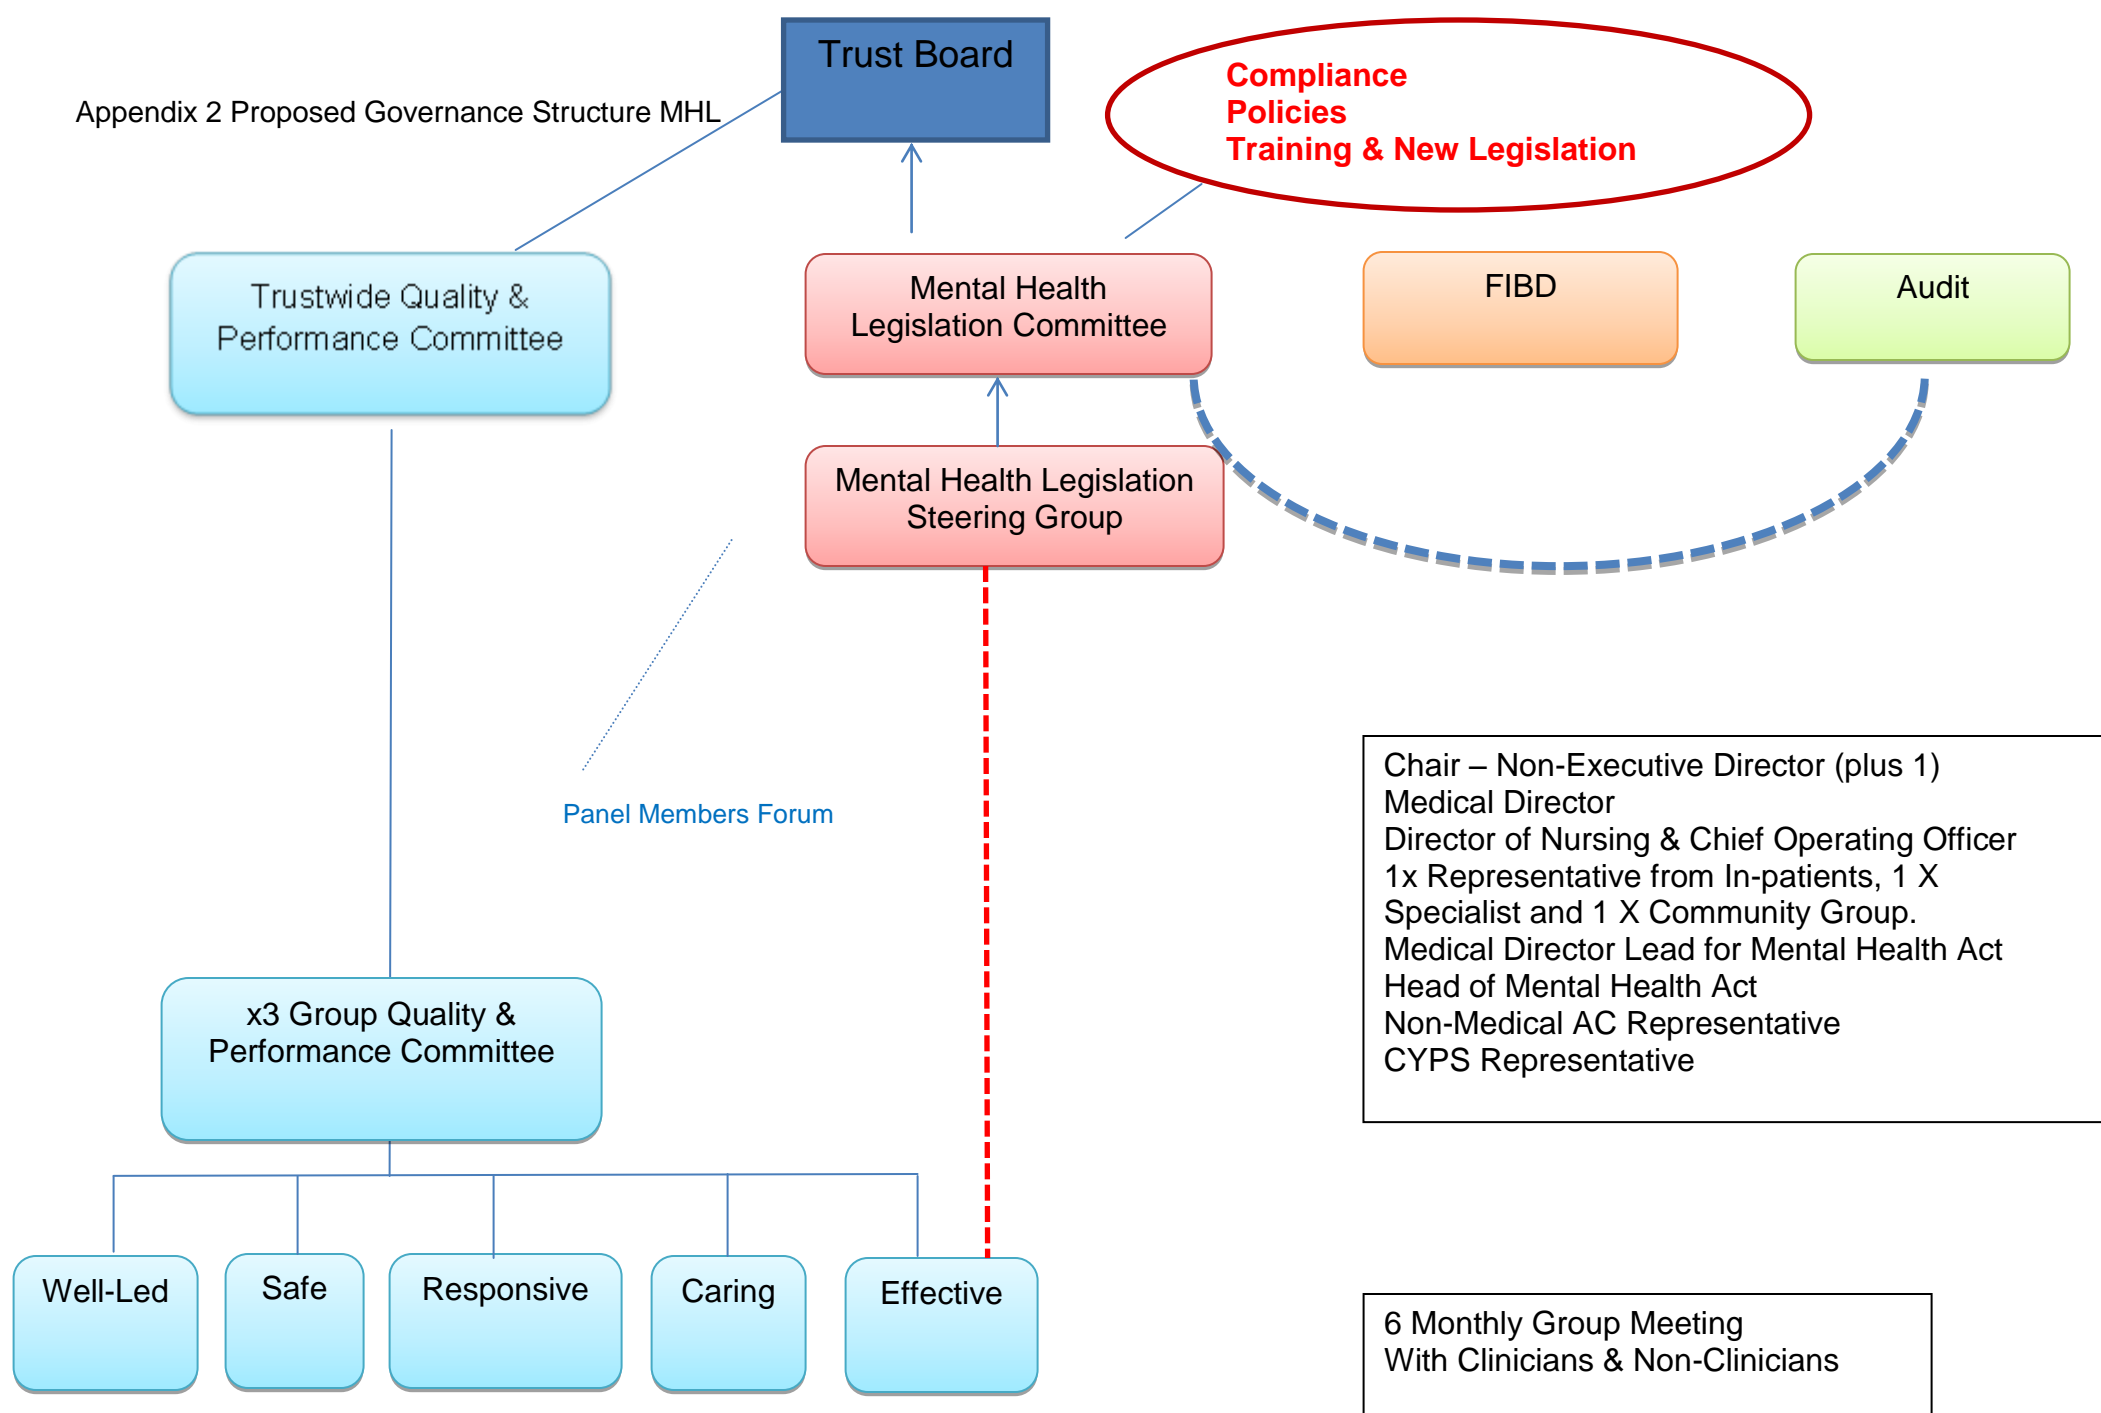 Trust Board
Appendix 2 Proposed Governance Structure MHL
Compliance
Policies
Training & New Legislation
Trustwide Quality &
Performance Committee
Mental Health
Legislation Committee
FIBD
Audit
Mental Health Legislation
Steering Group
Panel Members Forum
Chair – Non-Executive Director (plus 1)
Medical Director
Director of Nursing & Chief Operating Officer
1x Representative from In-patients, 1 X
Specialist and 1 X Community Group.
Medical Director Lead for Mental Health Act
Head of Mental Health Act
Non-Medical AC Representative
CYPS Representative
x3 Group Quality &
Performance Committee
Well-Led
Safe
Responsive
Caring
Effective
6 Monthly Group Meeting
With Clinicians & Non-Clinicians